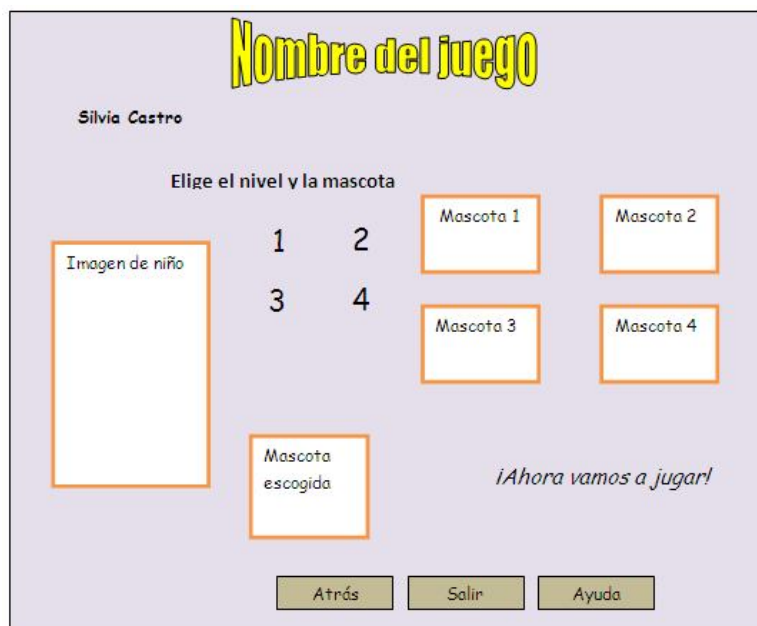 Nombre del juego
Silvia Castro
Elige el nivel y la mascota
Mascota 1
Mascota 2
1 2
Imagen de niño
3 4
Mascota 3
Mascota 4
Mascota
escogida
¡Ahora vamos a jugar!
Atrás
Salir
Ayuda